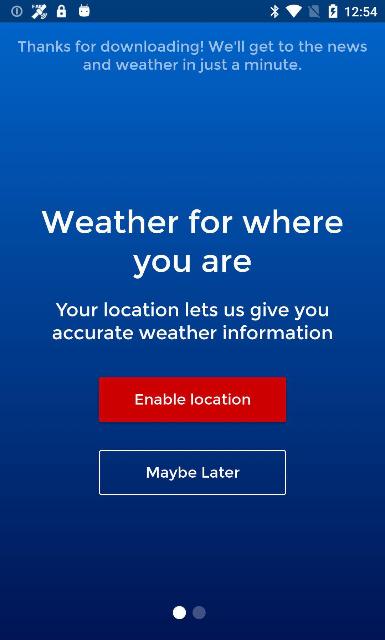 12:54
Thanks for downloading! We'll get to the news
and weather in just a minute.
Weather for where
you are
Your location lets us give you
accurate weather information
Enable location
Maybe Later